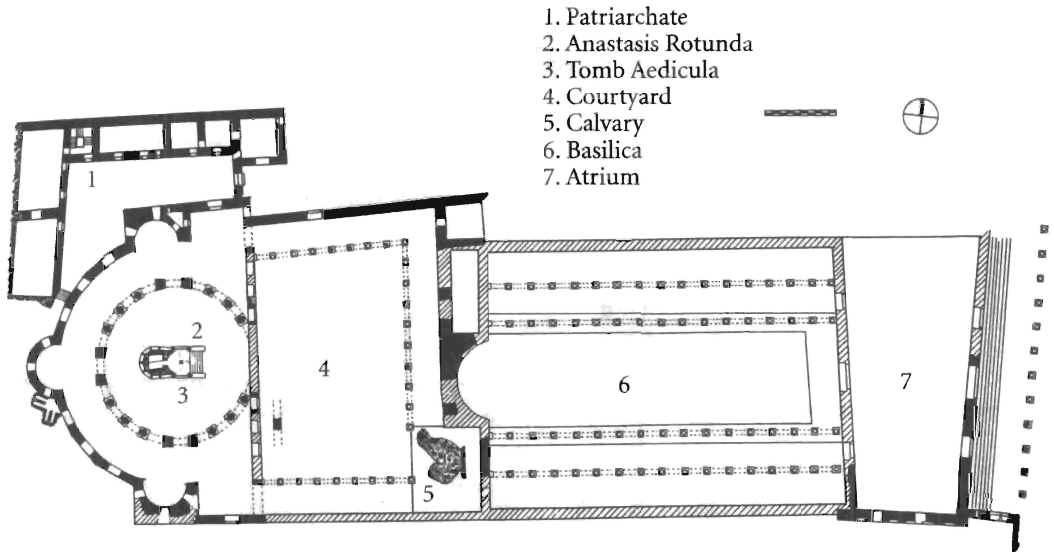 1. Patriarchate
2. Anastasis Rotunda
3. Tomb Aedicula
4. Courtyard
5. Calvary
6. Basilica
7. Atrium
1
2
3
4
5
6
7